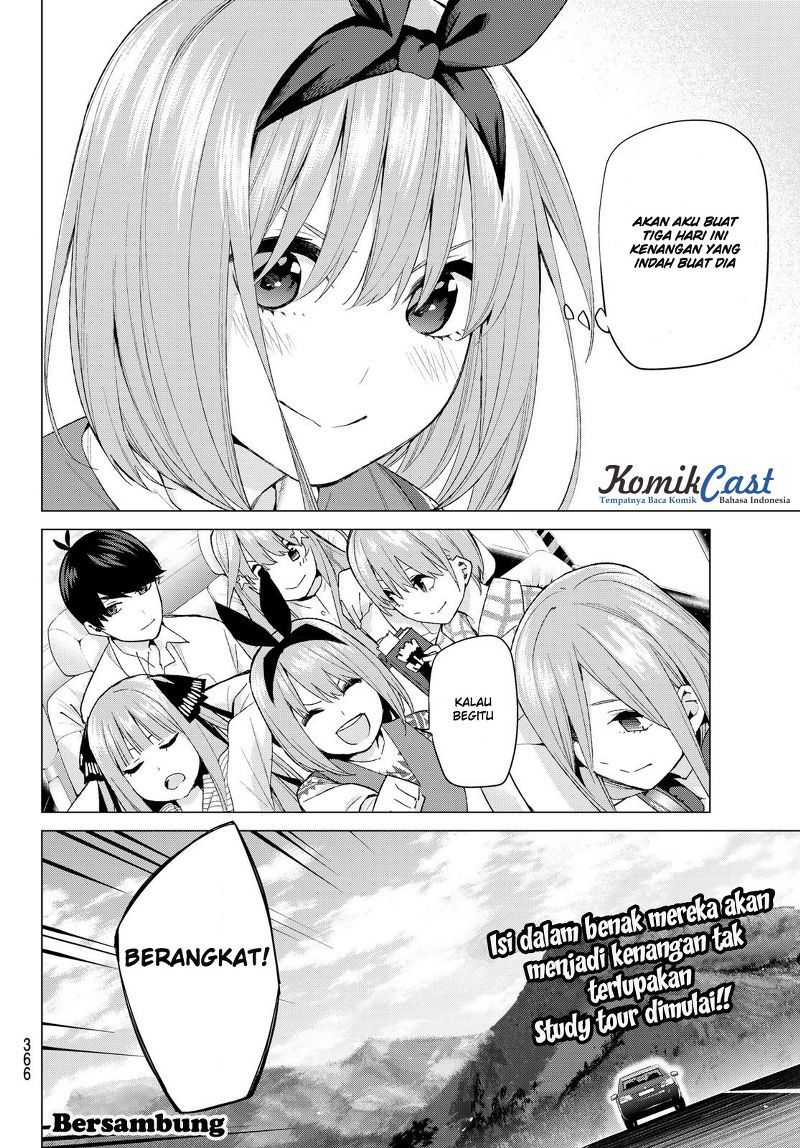 AKAN AKU BUAT
TIGA HARI INI
KENANGAN YANG
INDAH BUAT DIA
KomikCast
Tempatnya Baca Komik Bahasa Indonesia
KALAU
BEGITU
BERANGKAT!
Isi dalam benak mereka akan
menjadi kenangan tak
terlupakan
Study tour dimulai!!
366
-Bersambung